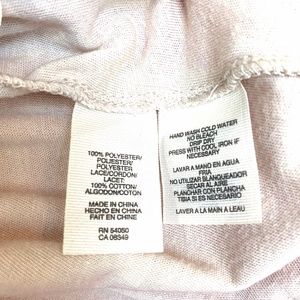 100% POLYESTER/
POLIESTER/
POLYESTER
LACE/CORDON/
LACET:
100% COTTON/
ALGODON/COTON
MADE IN CHINA
HECHO EN CHINA
FAIT EN CHINE
RN 54050
CA 08349
HAND WASH COLD WATER
NO BLEACH
DRIP DRY
PRESS WITH COOL IRON IF
NECESSARY
LAVAR A MANO EN AGUA
FRIA
NO UTILIZAR BLANQUEADOR
SECAR AL AIRE
PLANCHAR CON PLANCHA
TIBIA SI ES NECESARIO
LAVER A LA MAIN A L'EAU